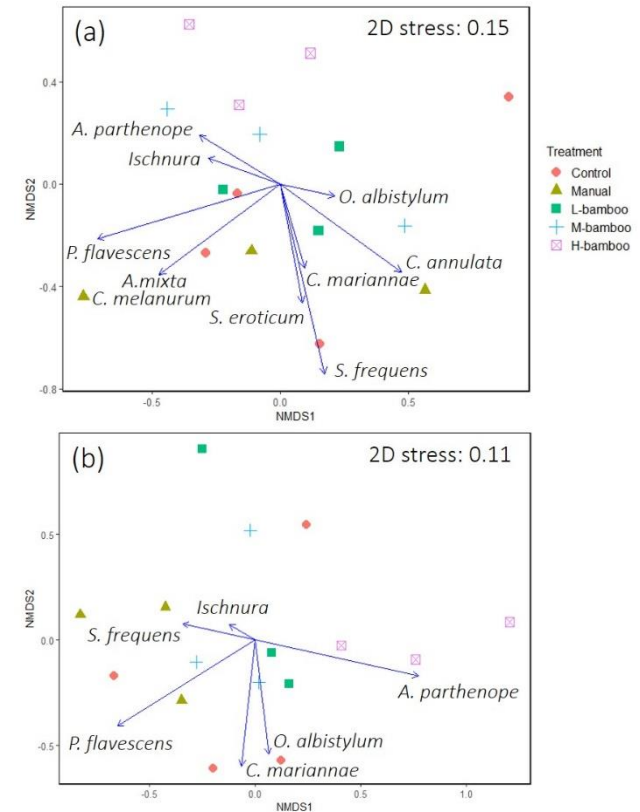 (a)
2D stress: 0.15
0.4
0.0
-0.4
-0.8
NMDS2
A. parthenope
Ischnura
O. albistylum
P. flavescens
C. annulata
A.mixta
C. mariannae
C. melanurum
S. eroticum
S. frequens
-0.5
0.0
0.5
NMDS1
Treatment
Control
Manual
L-bamboo
M-bamboo
H-bamboo
(b)
2D stress: 0.11
0.5
0.0
-0.5
NMDS2
Ischnura
S. frequens
A. parthenope
P. flavescens
O. albistylum
C. mariannae
-0.5
0.0
0.5
1.0
NMDS1